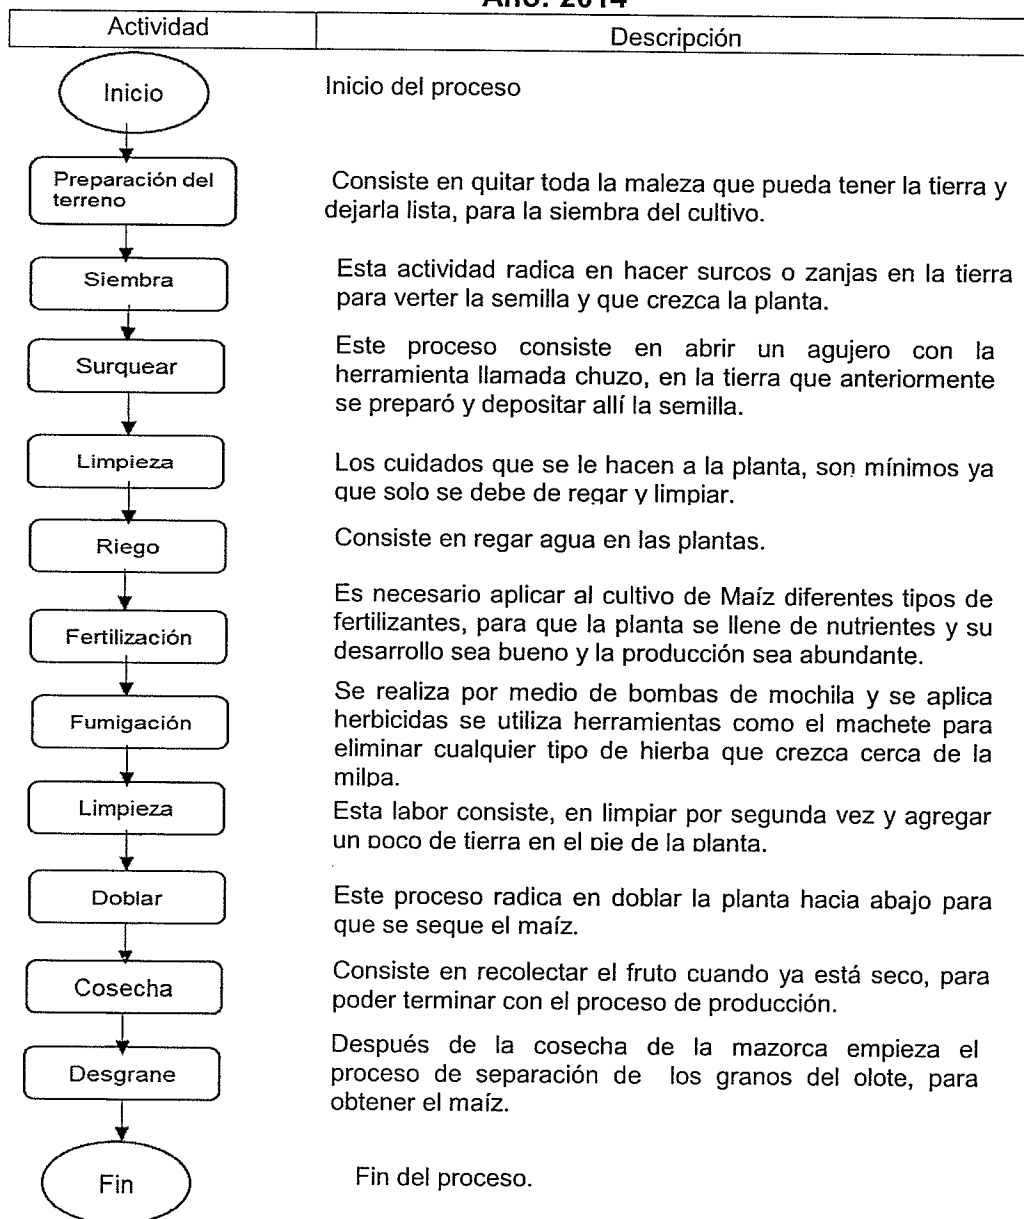 Año: 2014
Actividad
Descripción
Inicio
Inicio del proceso
Preparación del
terreno
Consiste en quitar toda la maleza que pueda tener la tierra y
dejarla lista, para la siembra del cultivo.
Siembra
Esta actividad radica en hacer surcos o zanjas en la tierra
para verter la semilla y que crezca la planta.
Surquear
Este proceso consiste en abrir un agujero con la
herramienta llamada chuzo, en la tierra que anteriormente
se preparó y depositar allí la semilla.
Limpieza
Los cuidados que se le hacen a la planta, son mínimos ya
que solo se debe de regar y limpiar.
Riego
Consiste en regar agua en las plantas.
Fertilización
Es necesario aplicar al cultivo de Maíz diferentes tipos de
fertilizantes, para que la planta se llene de nutrientes y su
desarrollo sea bueno y la producción sea abundante.
Fumigación
Se realiza por medio de bombas de mochila y se aplica
herbicidas se utiliza herramientas como el machete para
eliminar cualquier tipo de hierba que crezca cerca de la
milpa.
Limpieza
Esta labor consiste, en limpiar por segunda vez y agregar
un poco de tierra en el pie de la planta.
Doblar
Este proceso radica en doblar la planta hacia abajo para
que se seque el maíz.
Cosecha
Consiste en recolectar el fruto cuando ya está seco, para
poder terminar con el proceso de producción.
Desgrane
Después de la cosecha de la mazorca empieza el
proceso de separación de los granos del olote, para
obtener el maíz.
Fin
Fin del proceso.